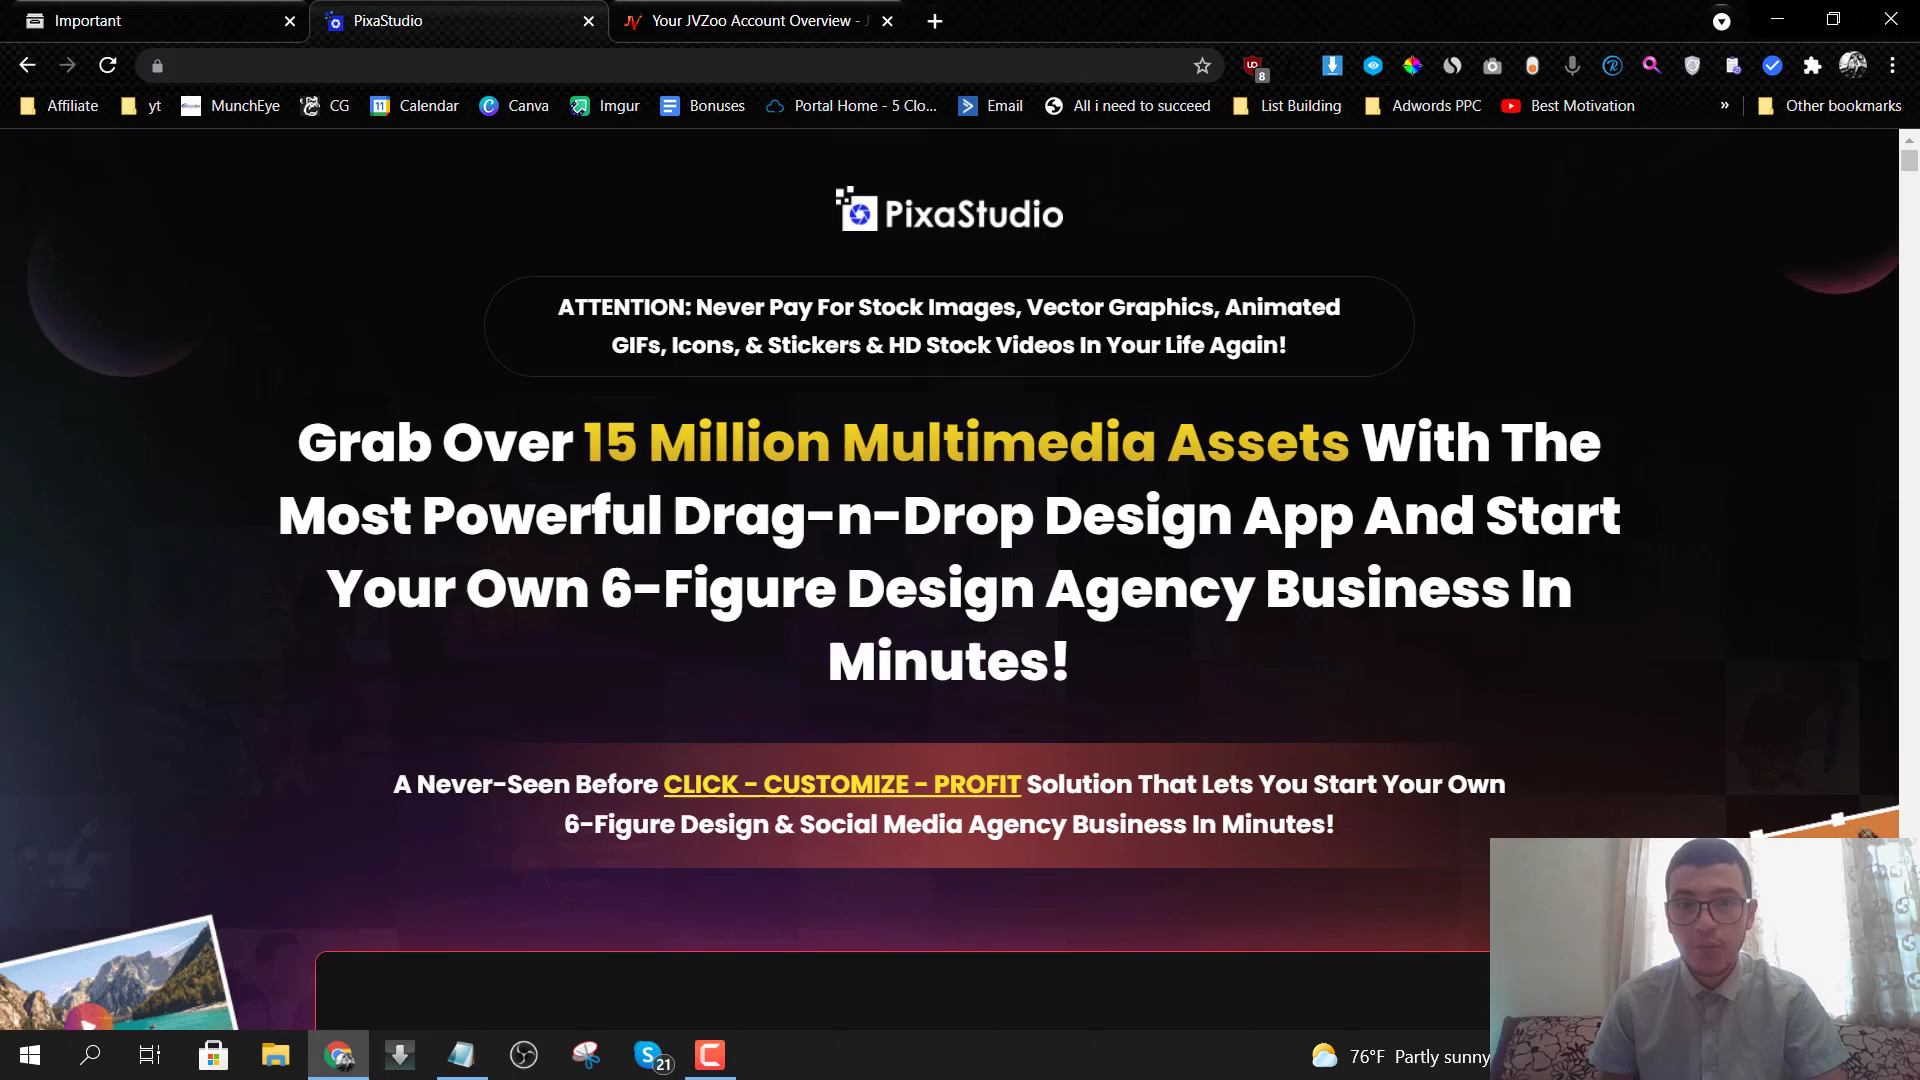 Important
PixaStudio
Your JVZoo Account Overview - J
8
Affiliate
yt
MunchEye
CG
Calendar
Canva
Imgur
Bonuses
Portal Home - 5 Clo...
Email
All i need to succeed
List Building
Adwords PPC
Best Motivation
»
Other bookmarks
PixaStudio
ATTENTION: Never Pay For Stock Images, Vector Graphics, Animated
GIFs, Icons, & Stickers & HD Stock Videos In Your Life Again!
Grab Over 15 Million Multimedia Assets With The
Most Powerful Drag-n-Drop Design App And Start
Your Own 6-Figure Design Agency Business In
Minutes!
A Never-Seen Before CLICK - CUSTOMIZE - PROFIT Solution That Lets You Start Your Own
6-Figure Design & Social Media Agency Business In Minutes!
21
76°F Partly sunny